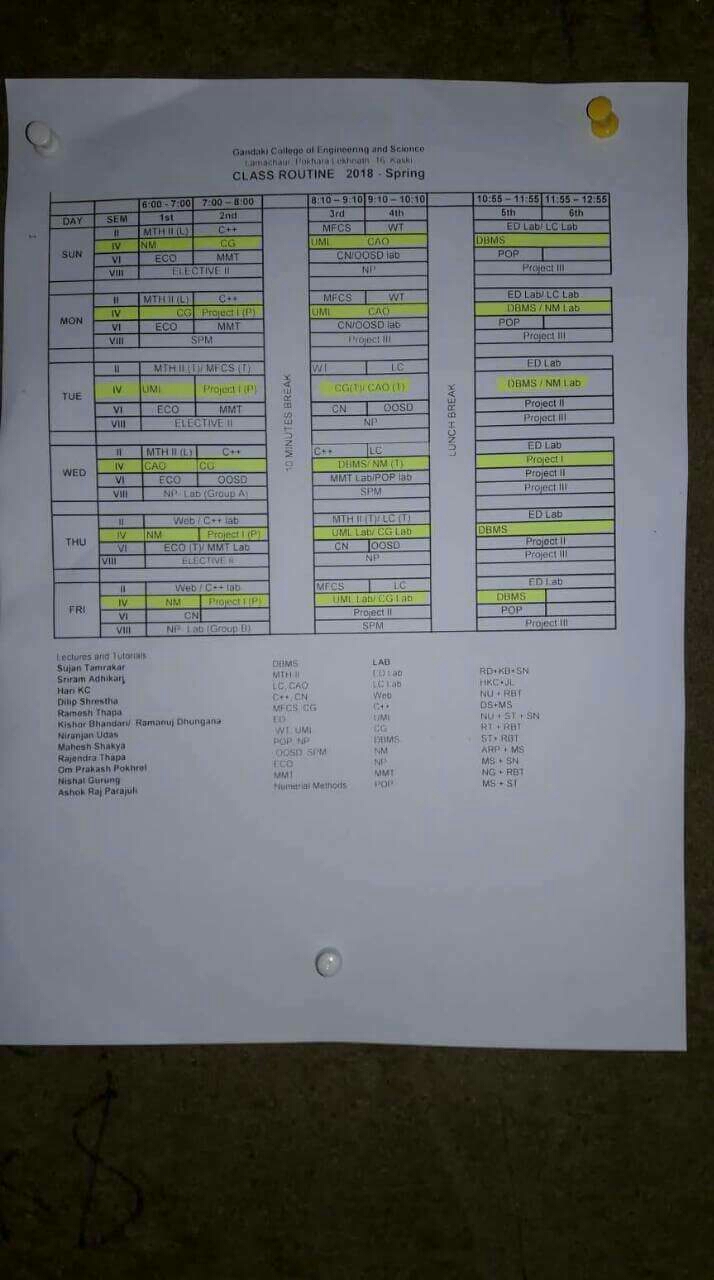 Gandaki College of Engineering and Science
Lamachaur, Pokhara Lekhnath -16, Kaski
CLASS ROUTINE 2018 - Spring
6:00 - 7:00 7:00 – 8:00 8:10 – 9:10 9:10 – 10:10 10:55 – 11:55 11:55 – 12:55
DAY SEM 1st 2nd 3rd 4th 5th 6th
SUN
II MTH II (L) C++ MFCS WT ED Lab/ LC Lab
IV NM CG UML CAO DBMS
VI ECO MMT CN/OOSD lab POP
VIII ELECTIVE II NP Project III
MON
II MTH II (L) C++ MFCS WT ED Lab/ LC Lab
IV CG Project I (P) UML CAO DBMS / NM Lab
VI ECO MMT CN/OOSD lab POP
VIII SPM Project III Project III
10 MINUTES BREAK
LUNCH BREAK
TUE
II MTH II (T)/ MFCS (T) WT LC ED Lab
IV UML Project I (P) CG(T)/ CAO (T) DBMS / NM Lab
VI ECO MMT CN OOSD Project II
VIII ELECTIVE II NP Project III
WED
II MTH II (L) C++ C++ LC ED Lab
IV CAO CG DBMS/ NM (T) Project I
VI ECO OOSD MMT Lab/POP lab Project II
VIII NP- Lab (Group A) SPM Project III
THU
II Web / C++ lab MTH II (T)/ LC (T) ED Lab
IV NM Project I (P) UML Lab/ CG Lab DBMS
VI ECO (T)/ MMT Lab CN OOSD Project II
VIII ELECTIVE II NP Project III
FRI
II Web / C++ lab MFCS LC ED Lab
IV NM Project I (P) UML Lab/ CG Lab DBMS
VI CN Project II POP
VIII NP- Lab (Group B) SPM Project III
Lectures and Tutorials LAB
Sujan Tamrakar DBMS ED Lab RD+KB+SN
Sriram Adhikari MTH II LC Lab HKC+JL
Hari KC LC, CAO Web NU + RBT
Dilip Shrestha C++, CN C++ DS+MS
Ramesh Thapa MFCS, CG UML NU + ST + SN
Kishor Bhandari/ Ramanuj Dhungana ED CG RT + RBT
Niranjan Udas WT, UML DBMS ST+ RBT
Mahesh Shakya POP, NP NM ARP + MS
Rajendra Thapa OOSD, SPM NP MS + SN
Om Prakash Pokhrel ECO MMT NG + RBT
Nishal Gurung MMT POP MS + ST
Ashok Raj Parajuli Numerial Methods